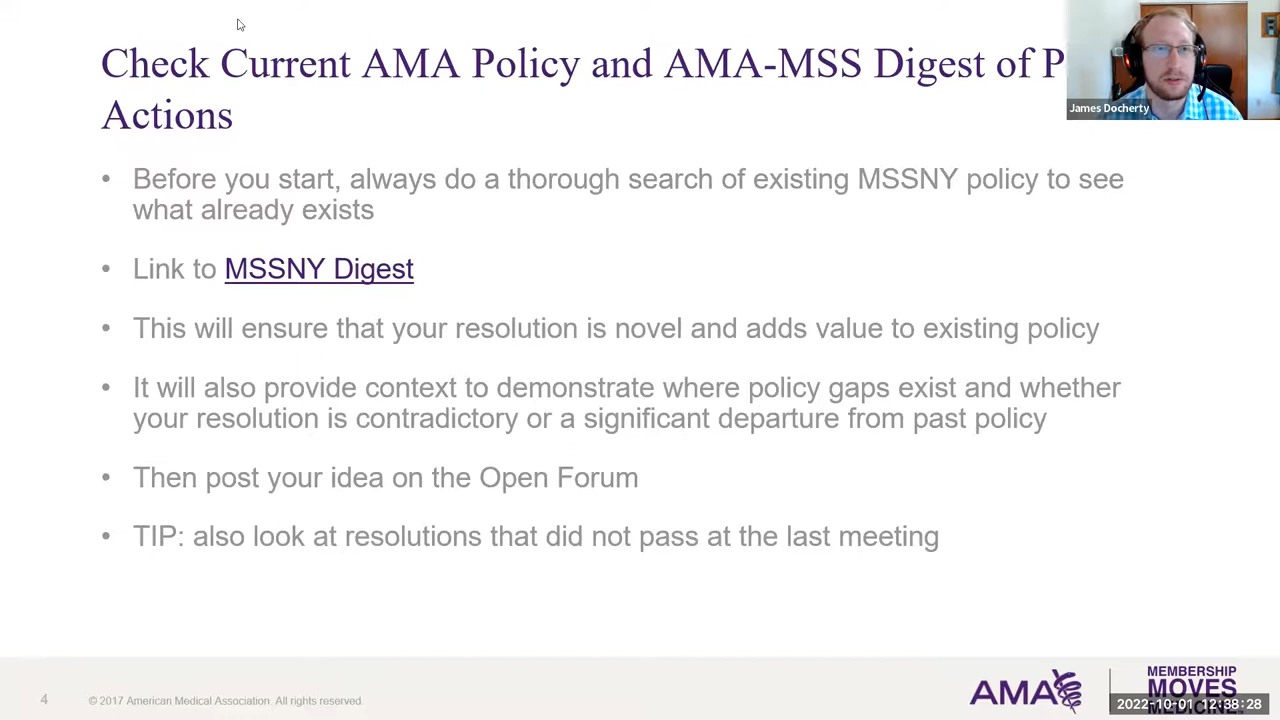 Check Current AMA Policy and AMA-MSS Digest of
Actions
James Docherty
• Before you start, always do a thorough search of existing MSSNY policy to see
what already exists
• Link to MSSNY Digest
• This will ensure that your resolution is novel and adds value to existing policy
• It will also provide context to demonstrate where policy gaps exist and whether
your resolution is contradictory or a significant departure from past policy
• Then post your idea on the Open Forum
• TIP: also look at resolutions that did not pass at the last meeting
4
© 2017 American Medical Association. All rights reserved.
AMA
MEMBERSHIP
MOVES
MEDICINE
2022-10-01 12:38:28